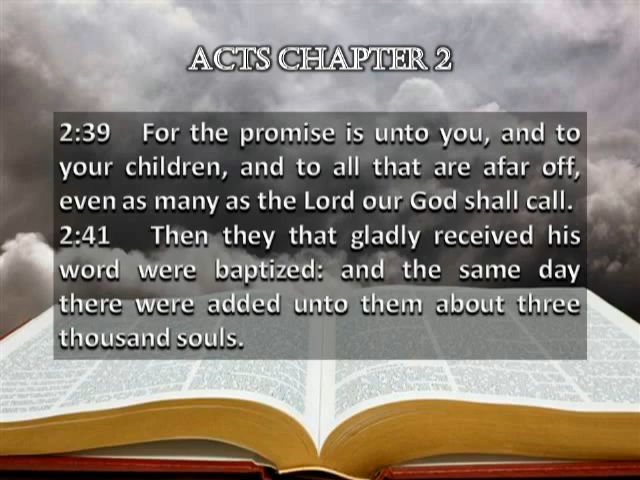 ACTS CHAPTER 2
2:39 For the promise is unto you, and to
your children, and to all that are afar off,
even as many as the Lord our God shall call.
2:41 Then they that gladly received his
word were baptized: and the same day
there were added unto them about three
thousand souls.